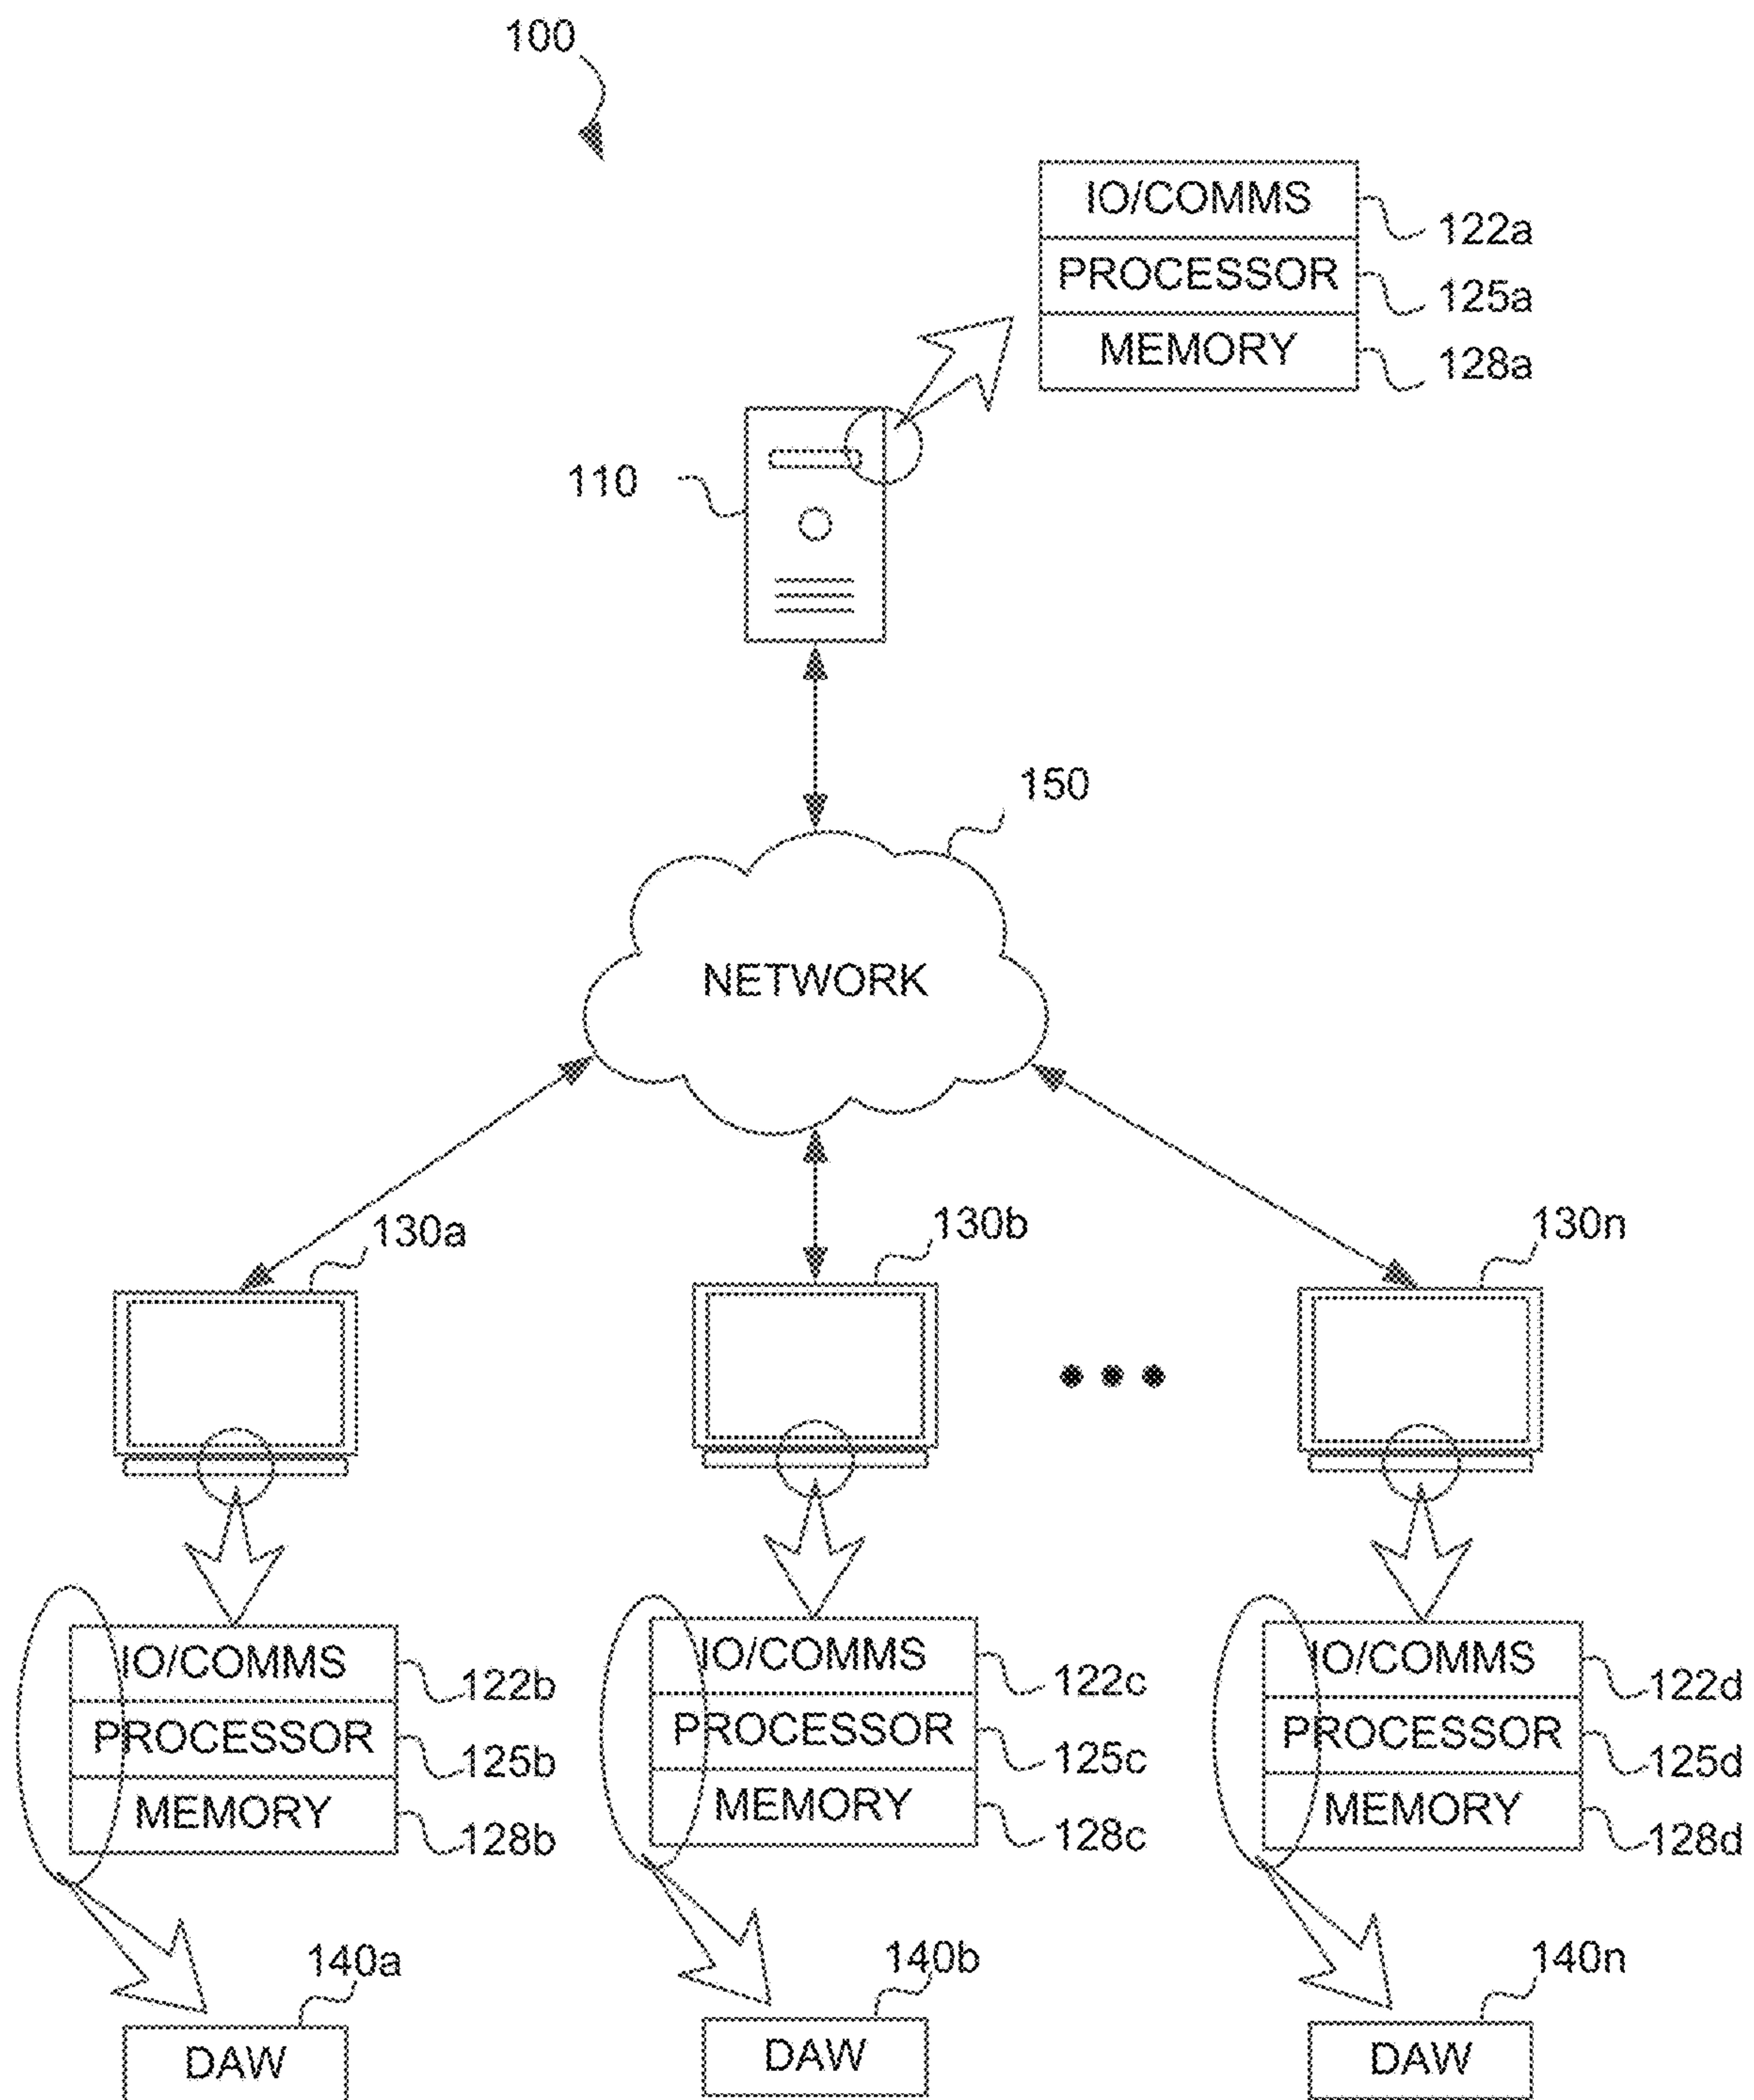 100
IO/COMMS
122a
PROCESSOR
125a
MEMORY
128a
110
150
NETWORK
130a
130b
130n
IO/COMMS
122b
PROCESSOR
125b
MEMORY
128b
IO/COMMS
122c
PROCESSOR
125c
MEMORY
128c
IO/COMMS
122d
PROCESSOR
125d
MEMORY
128d
140a
DAW
140b
DAW
140n
DAW